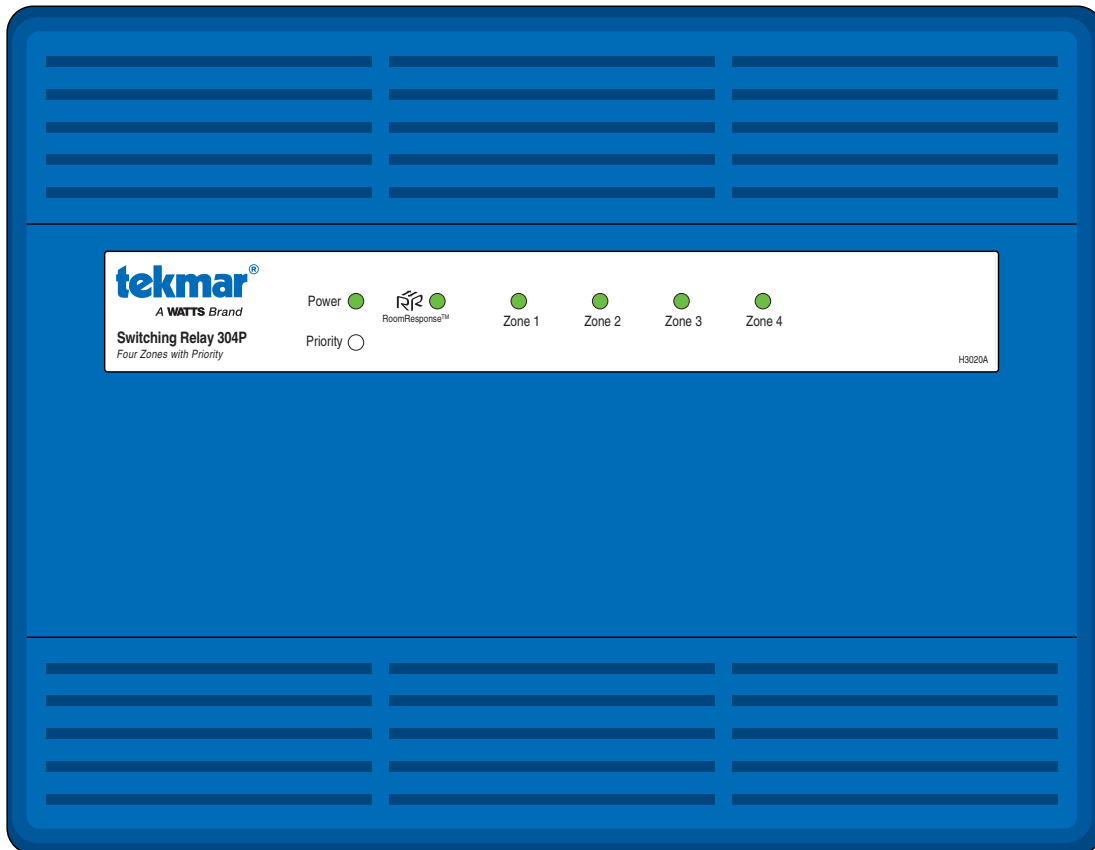 tekmar®
A WATTS Brand
Switching Relay 304P
Four Zones with Priority
Power
Priority
RoomResponse™
Zone 1
Zone 2
Zone 3
Zone 4
H3020A